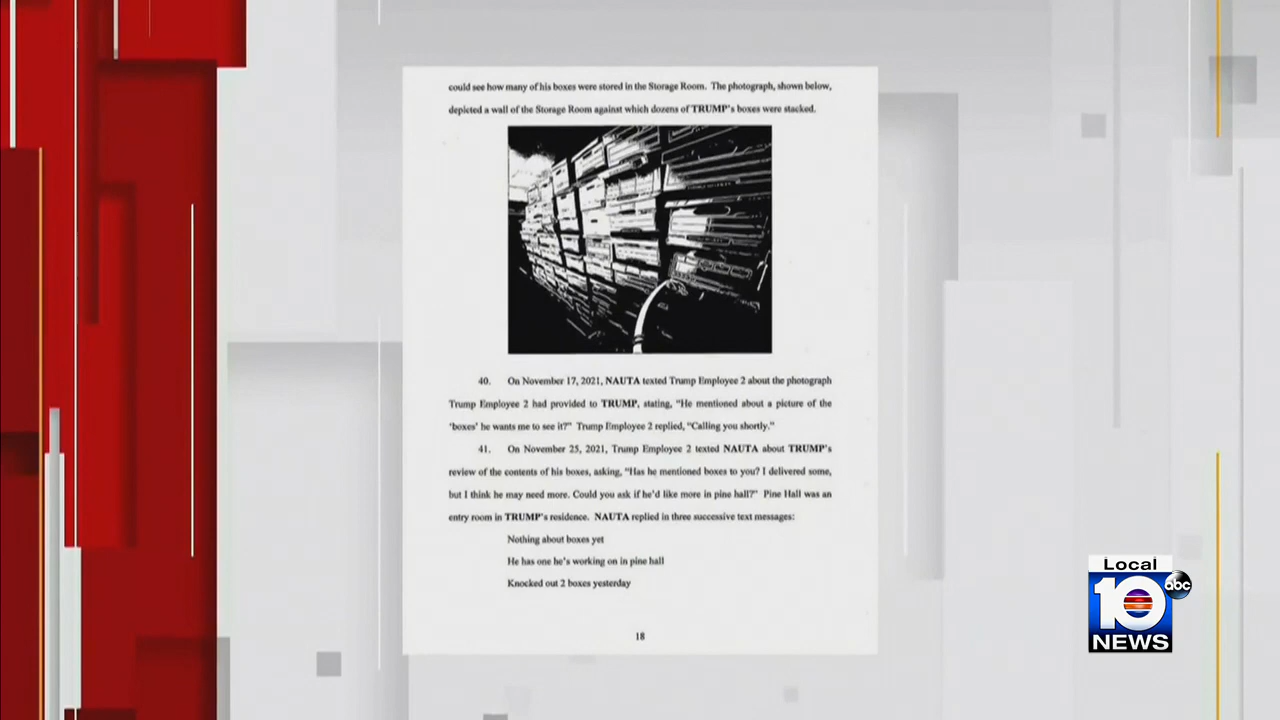 could see how many of his boxes were stored in the Storage Room. The photograph, shown below,
depicted a wall of the Storage Room against which dozens of TRUMP's boxes were stacked.
40. On November 17, 2021, NAUTA texted Trump Employee 2 about the photograph
Trump Employee 2 had provided to TRUMP, stating, "He mentioned about a picture of the
'boxes' he wants me to see it?" Trump Employee 2 replied, "Calling you shortly."
41. On November 25, 2021, Trump Employee 2 texted NAUTA about TRUMP's
review of the contents of his boxes, asking, "Has he mentioned boxes to you? I delivered some,
but I think he may need more. Could you ask if he'd like more in pine hall?" Pine Hall was an
entry room in TRUMP's residence. NAUTA replied in three successive text messages:
Nothing about boxes yet
He has one he's working on in pine hall
Knocked out 2 boxes yesterday
18
Local
10 abc
NEWS